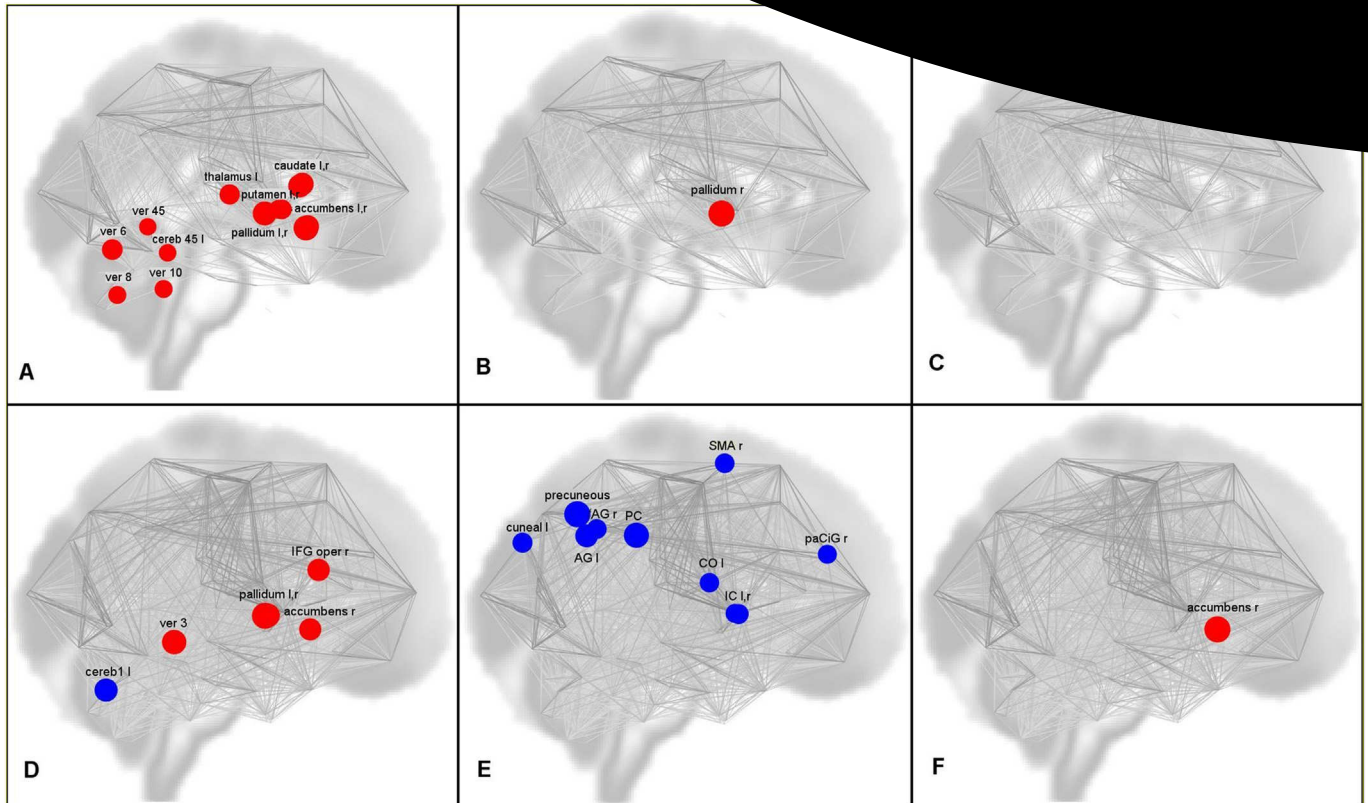 caudate l,r
thalamus l
putamen l,r
accumbens l,r
pallidum l,r
ver 45
ver 6
cereb 45 l
ver 8
ver 10
A
pallidum r
B
C
IFG oper r
pallidum l,r
accumbens r
ver 3
cereb1 l
D
SMA r
precuneous
AG r
PC
cuneal l
AG l
paCiG r
CO l
IC l,r
E
accumbens r
F